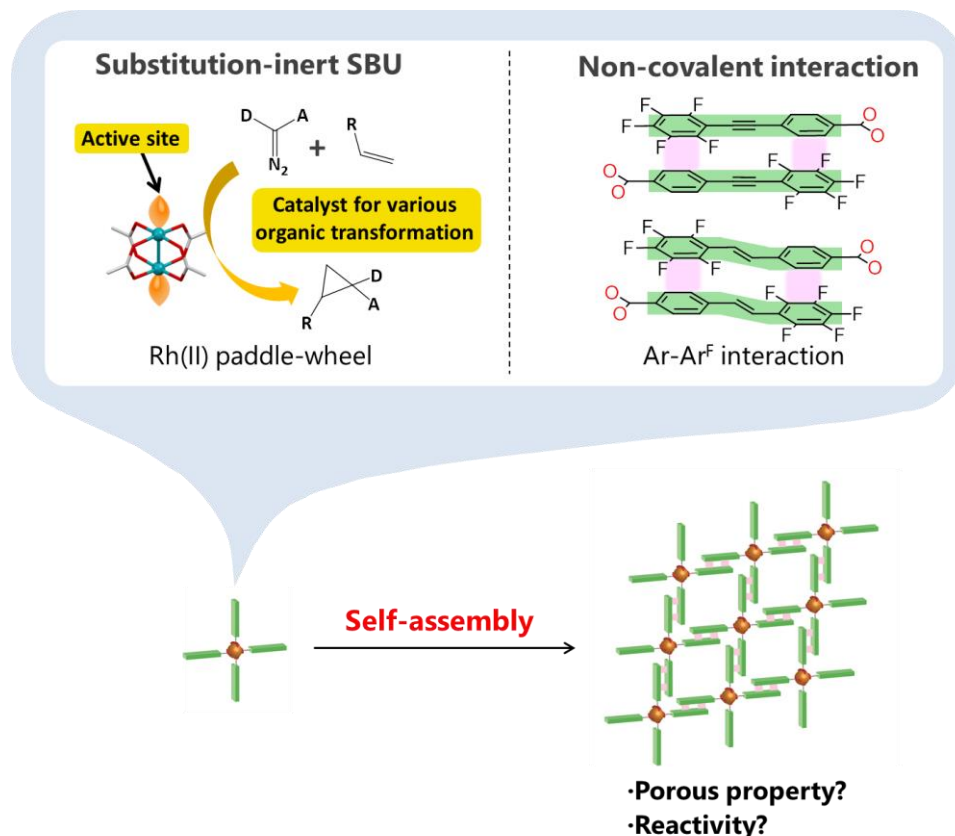 Substitution-inert SBU
Active site
D
A
N2
+
R
Catalyst for various
organic transformation
D
A
R
Rh(II) paddle-wheel
Non-covalent interaction
F
F
F
F
F
O
O
O
O
F
F
F
F
F
F
F
F
F
F
O
O
O
O
F
F
F
F
F
Ar-ArF interaction
Self-assembly
·Porous property?
·Reactivity?